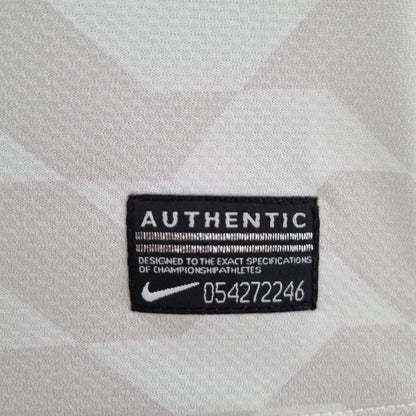 AUTHENTIC
DESIGNED TO THE EXACT SPECIFICATIONS
OF CHAMPIONSHIPATHLETES
054272246